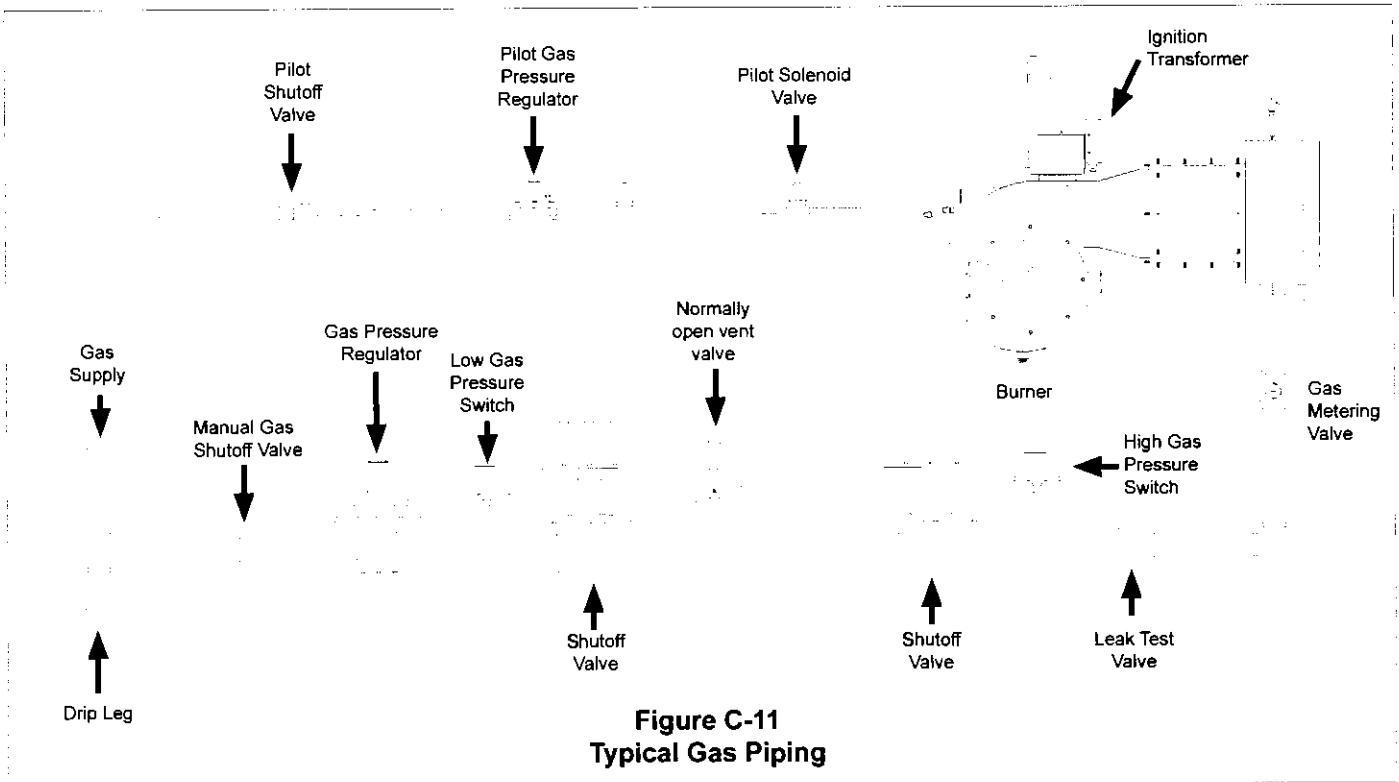 Ignition
Transformer
Pilot Gas
Pressure
Regulator
Pilot
Shutoff
Valve
Pilot Solenoid
Valve
Normally
open vent
valve
Gas Pressure
Regulator
Low Gas
Pressure
Switch
Gas
Supply
Burner
Gas
Metering
Valve
Manual Gas
Shutoff Valve
High Gas
Pressure
Switch
Shutoff
Valve
Shutoff
Valve
Leak Test
Valve
Drip Leg
Figure C-11
Typical Gas Piping